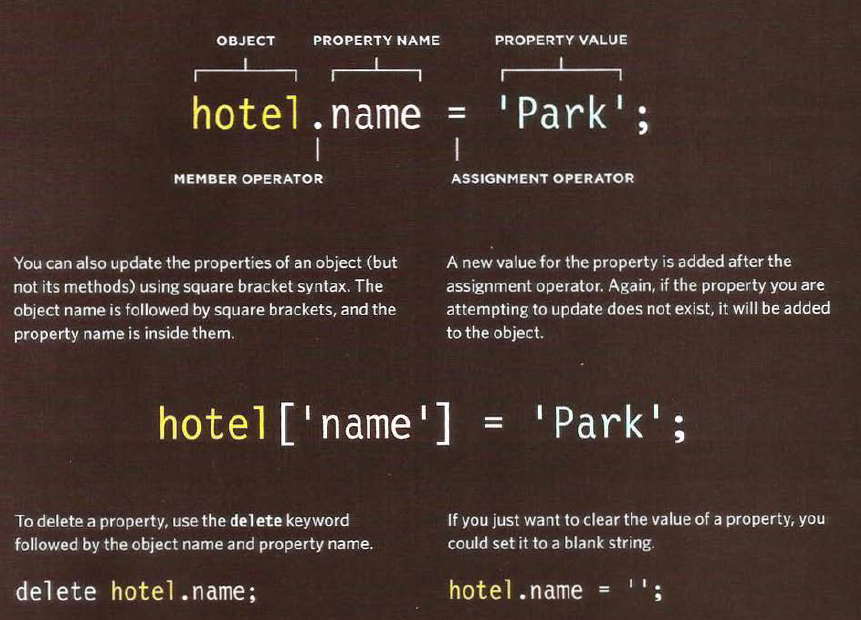 OBJECT PROPERTY NAME PROPERTY VALUE
hotel.name = 'Park';
MEMBER OPERATOR ASSIGNMENT OPERATOR
You can also update the properties of an object (but
not its methods) using square bracket syntax. The
object name is followed by square brackets, and the
property name is inside them.
A new value for the property is added after the
assignment operator. Again, if the property you are
attempting to update does not exist, it will be added
to the object.
hotel['name'] = 'Park';
To delete a property, use the delete keyword
followed by the object name and property name.
delete hotel.name;
If you just want to clear the value of a property, you
could set it to a blank string.
hotel.name = '';